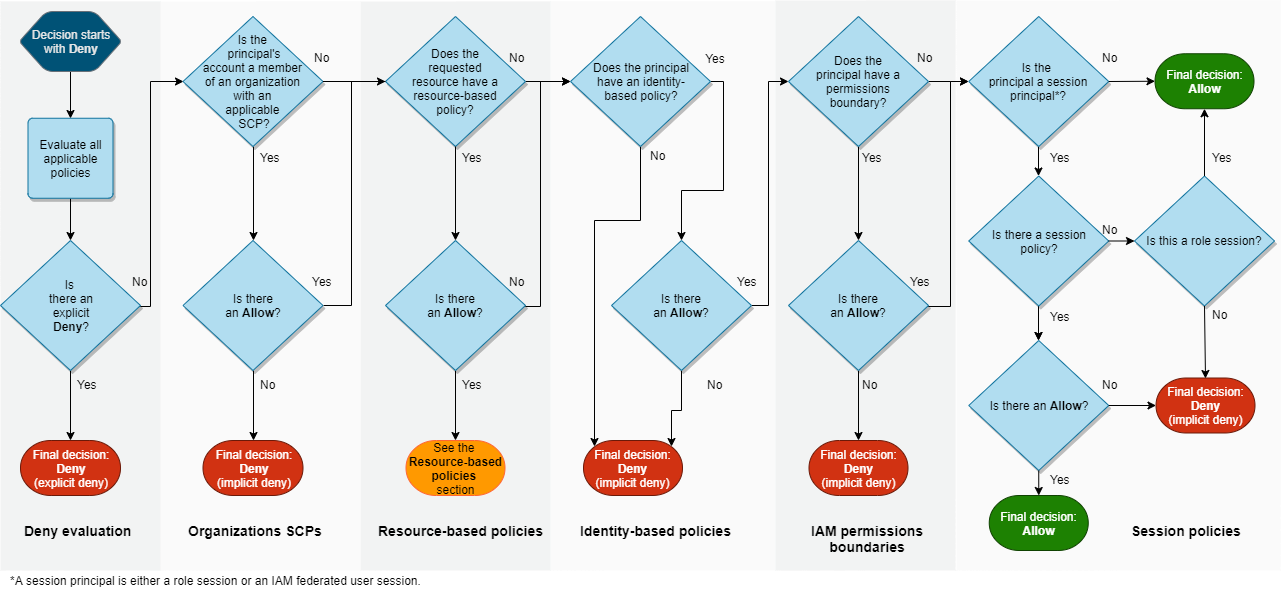 Decision starts
with Deny
Evaluate all
applicable
policies
Is
there an
explicit
Deny?
No
Yes
Final decision:
Deny
(explicit deny)
Deny evaluation
Is the
principal's
account a member
of an organization
with an
applicable
SCP?
No
Yes
Is there
an Allow?
Yes
No
Final decision:
Deny
(implicit deny)
Organizations SCPs
Does the
requested
resource have a
resource-based
policy?
No
Yes
Is there
an Allow?
No
Yes
See the
Resource-based
policies
section
Resource-based policies
Does the principal
have an identity-
based policy?
Yes
No
Is there
an Allow?
Yes
No
Final decision:
Deny
(implicit deny)
Identity-based policies
Does the
principal have a
permissions
boundary?
No
Yes
Is there
an Allow?
Yes
No
Final decision:
Deny
(implicit deny)
IAM permissions
boundaries
Is the
principal a session
principal*?
No
Final decision:
Allow
Yes
Yes
Is there a session
policy?
No
Is this a role session?
Yes
No
Is there an Allow?
No
Final decision:
Deny
(implicit deny)
Yes
Final decision:
Allow
Session policies
*A session principal is either a role session or an IAM federated user session.